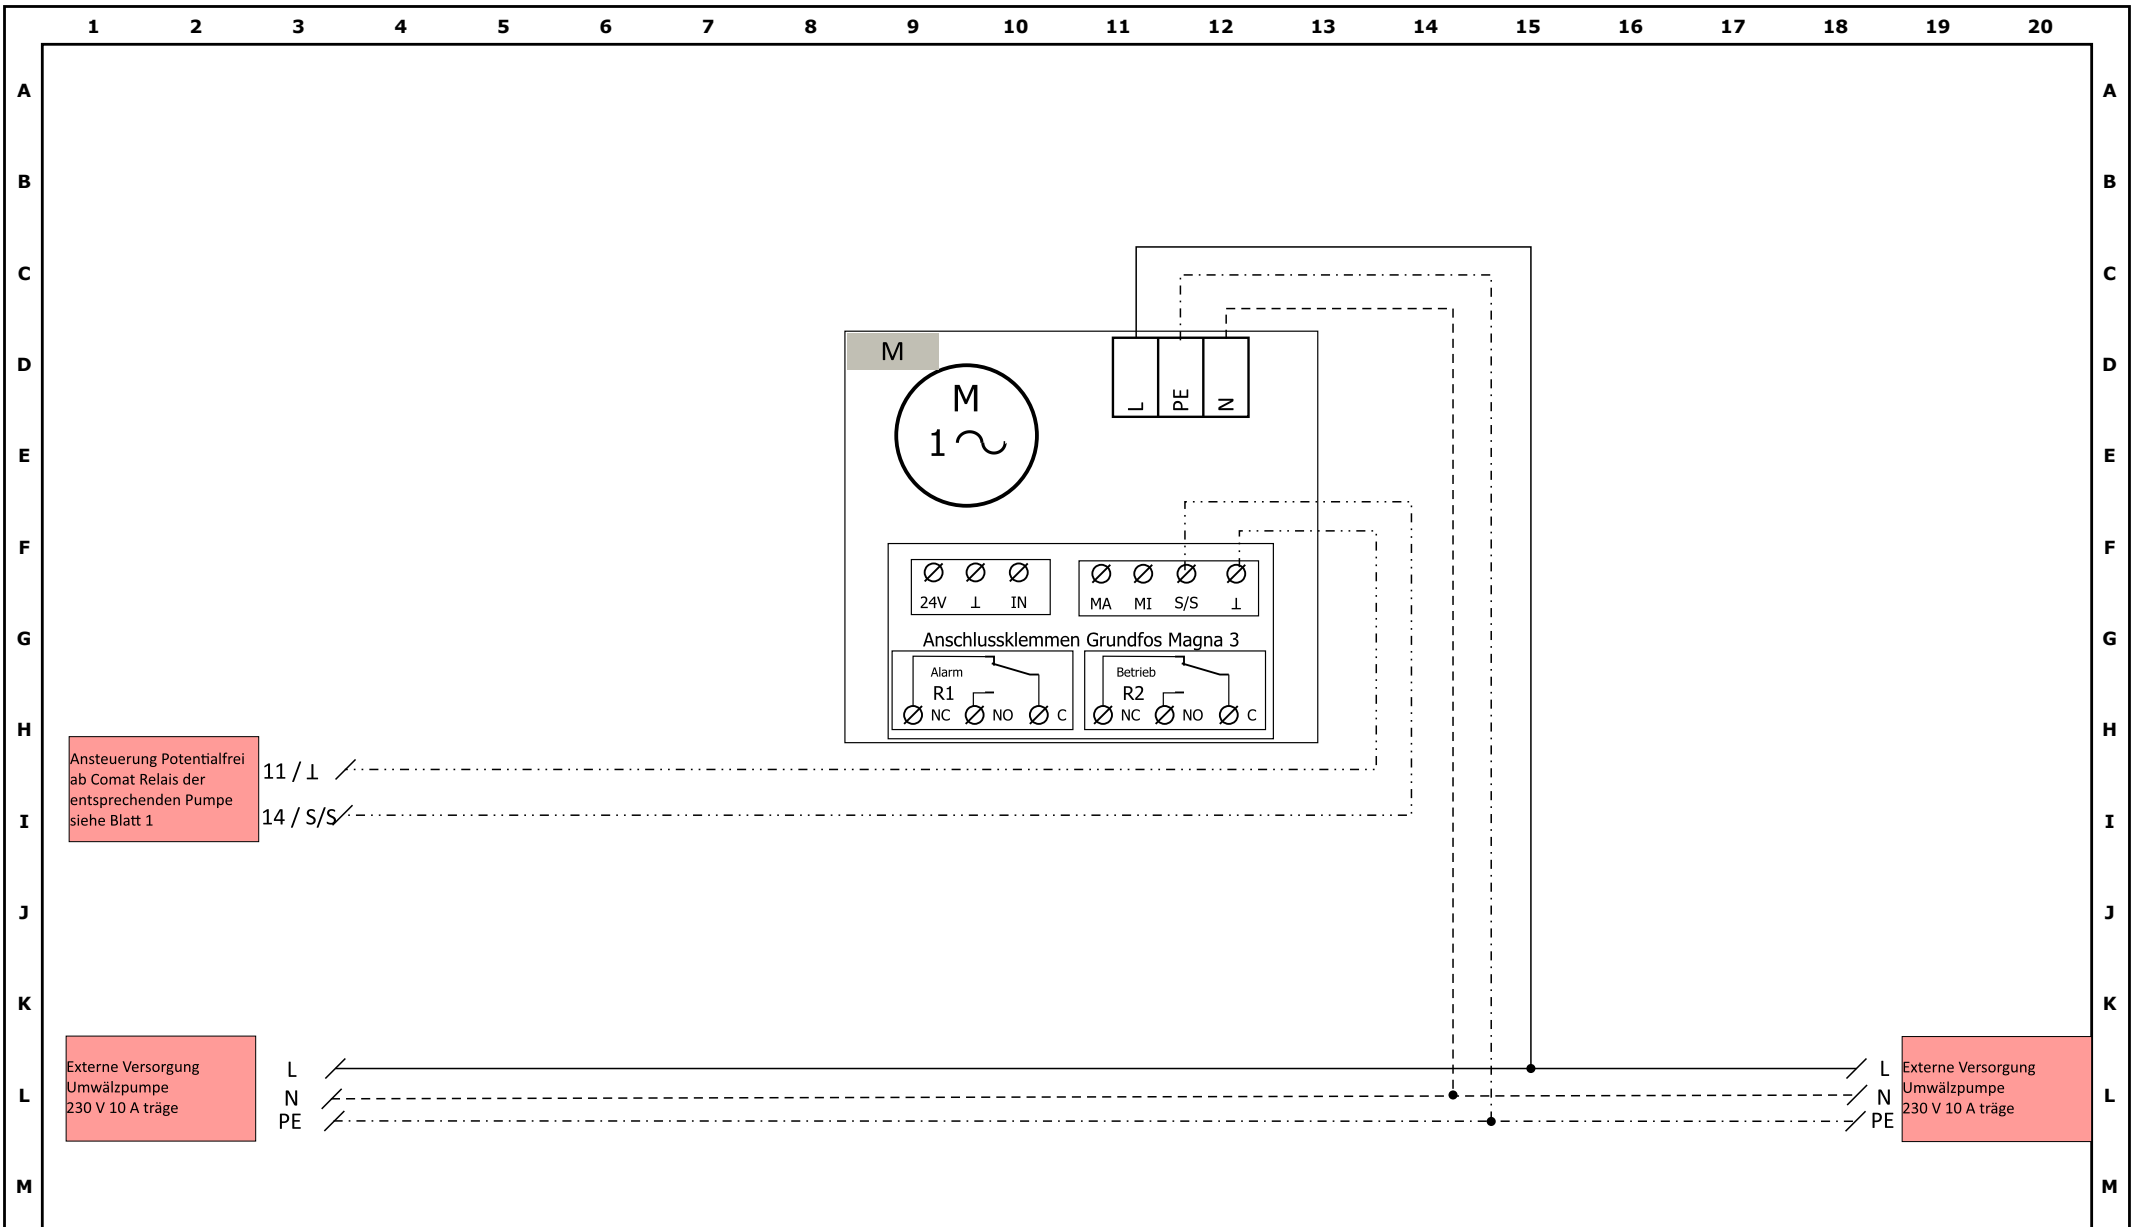 1 2 3 4 5 6 7 8 9 10 11 12 13 14 15 16 17 18 19 20
A A
B B
C C
D D
E E
F F
G G
H H
I I
J J
K K
L L
M M
M
M
1
L PE N
24V ⊥ IN
MA MI S/S ⊥
Anschlussklemmen Grundfos Magna 3
Alarm
R1
NC NO C
Betrieb
R2
NC NO C
Ansteuerung Potentialfrei
ab Comat Relais der
entsprechenden Pumpe
siehe Blatt 1
11 / ⊥
14 / S/S
Externe Versorgung
Umwälzpumpe
230 V 10 A träge
L
N
PE
L
N
PE
Externe Versorgung
Umwälzpumpe
230 V 10 A träge